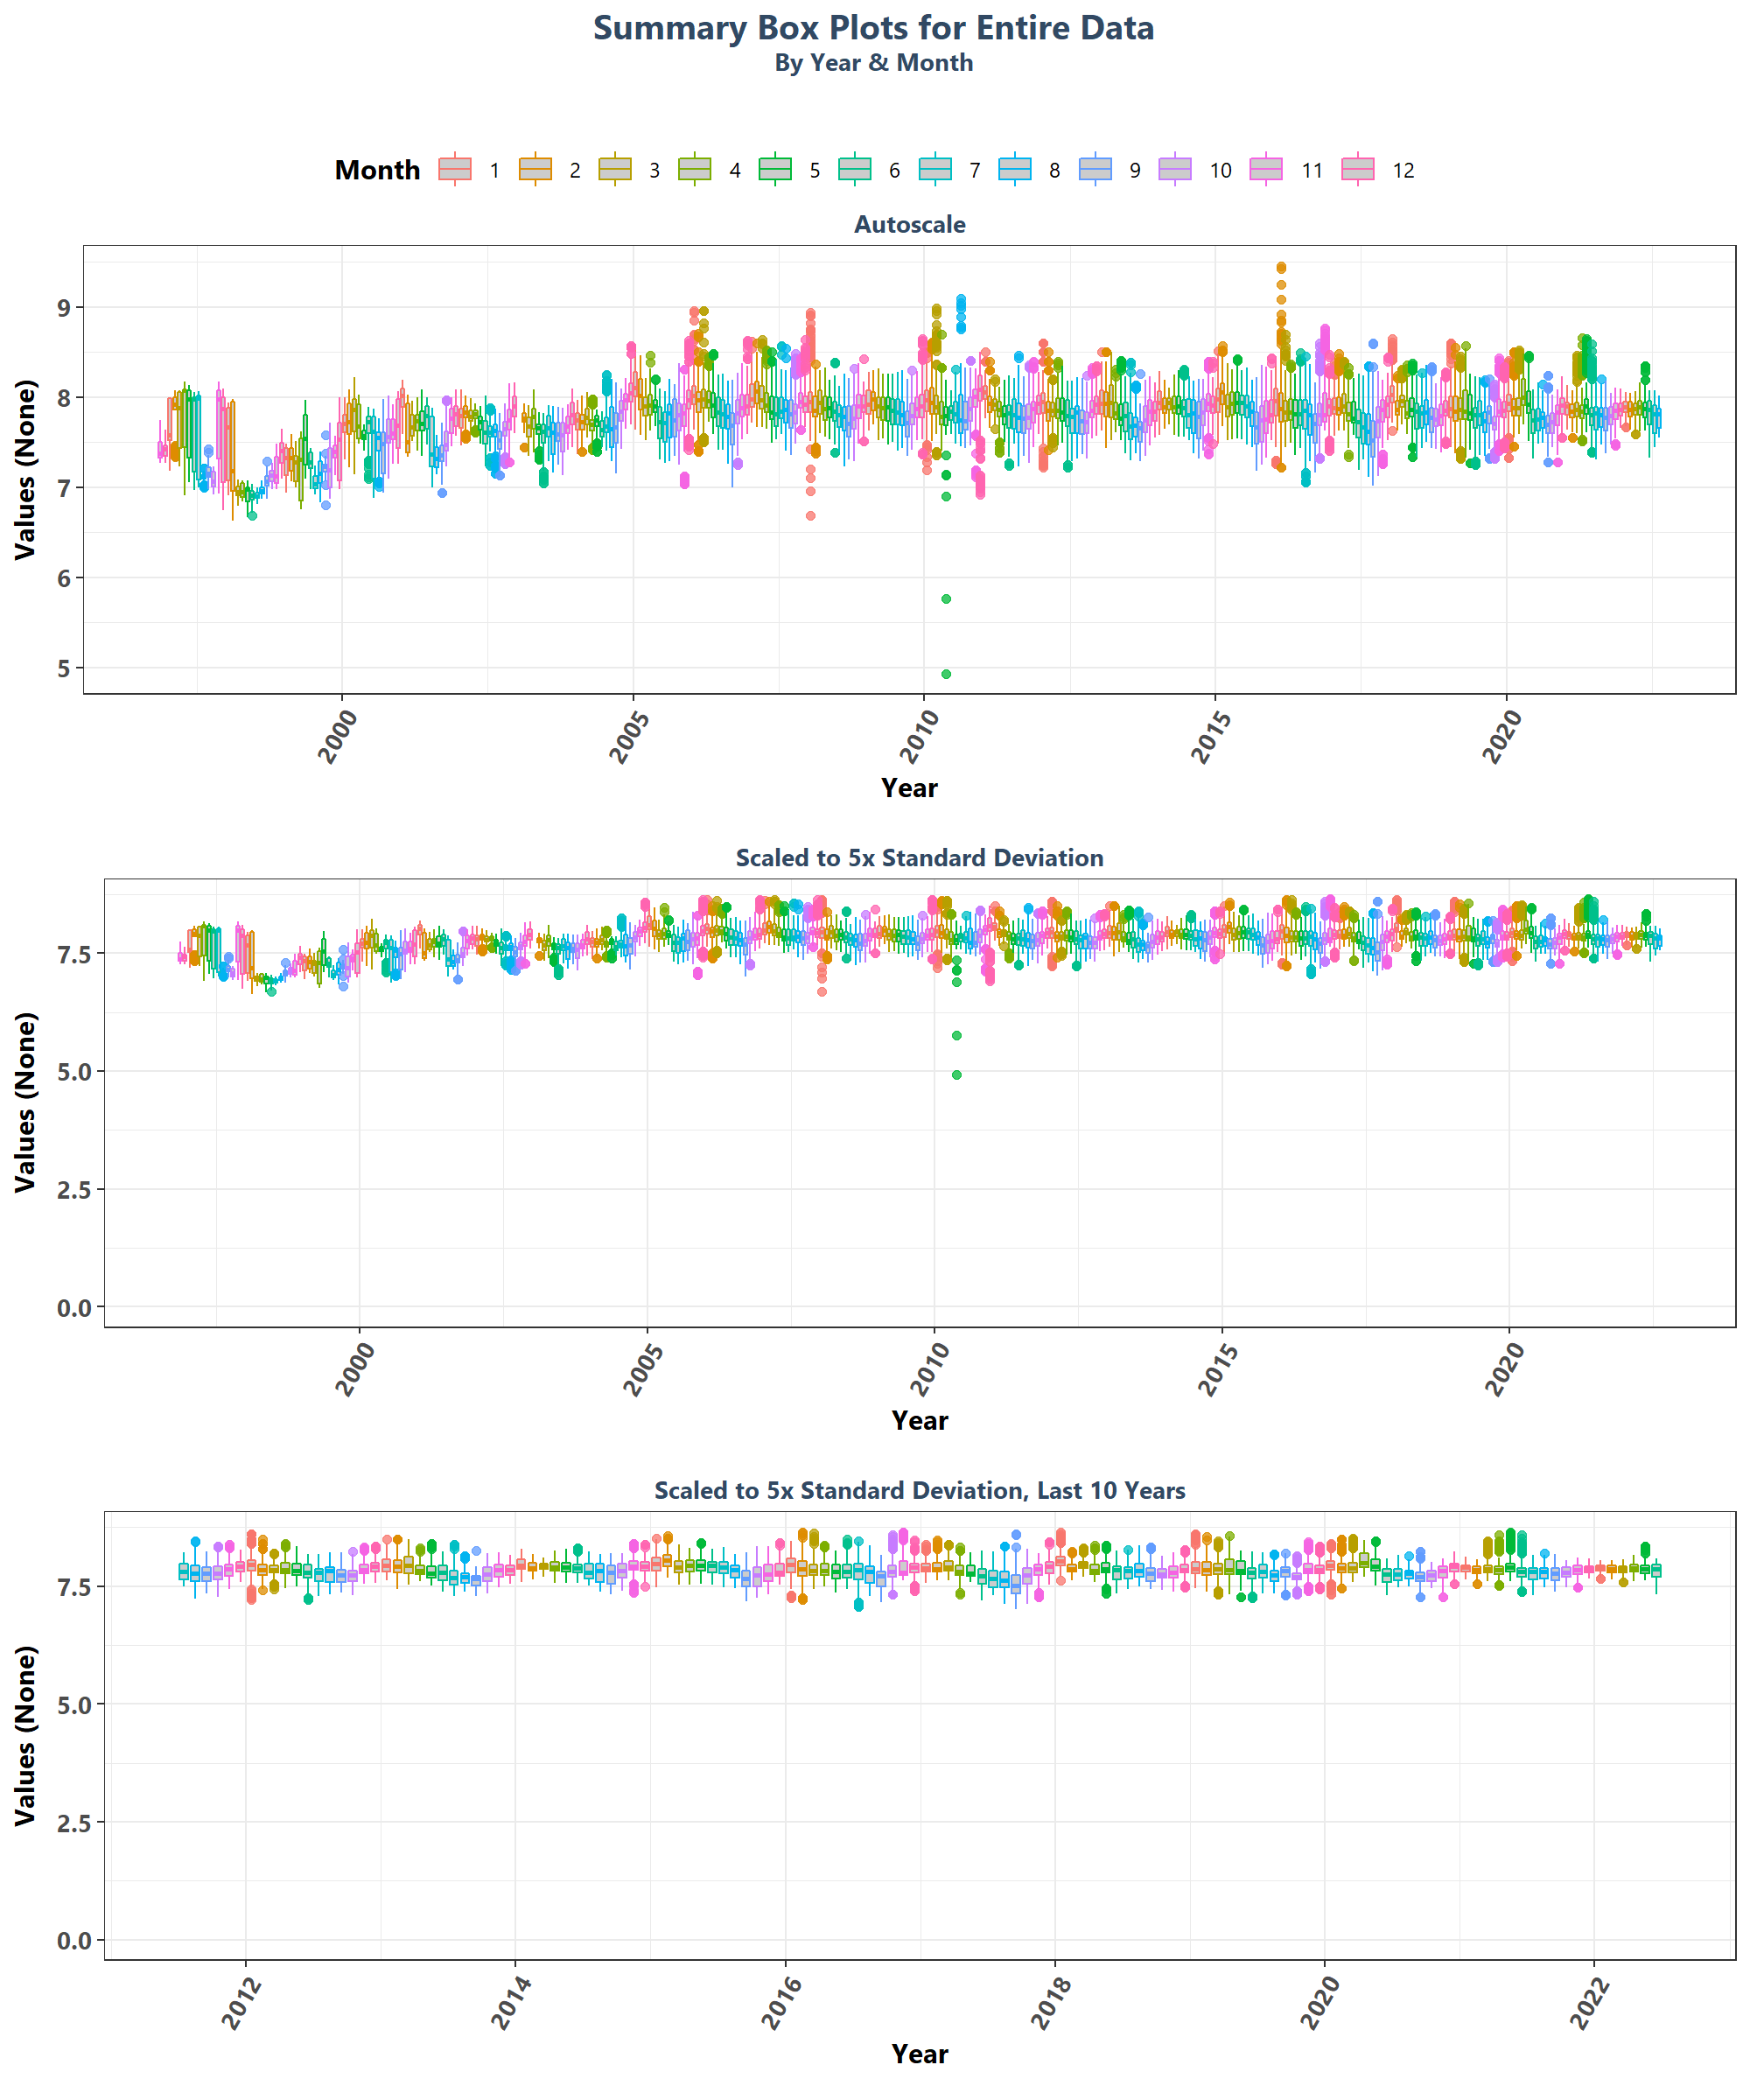 Summary Box Plots for Entire Data
By Year & Month
Month 1 2 3 4 5 6 7 8 9 10 11 12
Autoscale
Values (None)
9
8
7
6
5
2000 2005 2010 2015 2020
Year
Scaled to 5x Standard Deviation
Values (None)
7.5
5.0
2.5
0.0
2000 2005 2010 2015 2020
Year
Scaled to 5x Standard Deviation, Last 10 Years
Values (None)
7.5
5.0
2.5
0.0
2012 2014 2016 2018 2020 2022
Year